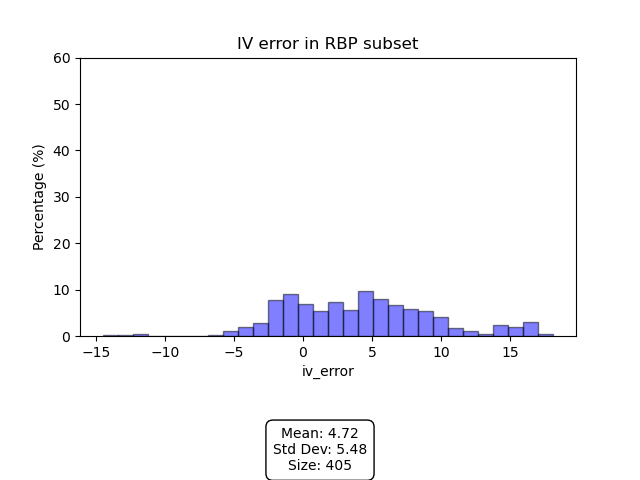 IV error in RBP subset
60
50
40
30
20
10
0
Percentage (%)
−15 −10 −5 0 5 10 15
iv_error
Mean: 4.72
Std Dev: 5.48
Size: 405